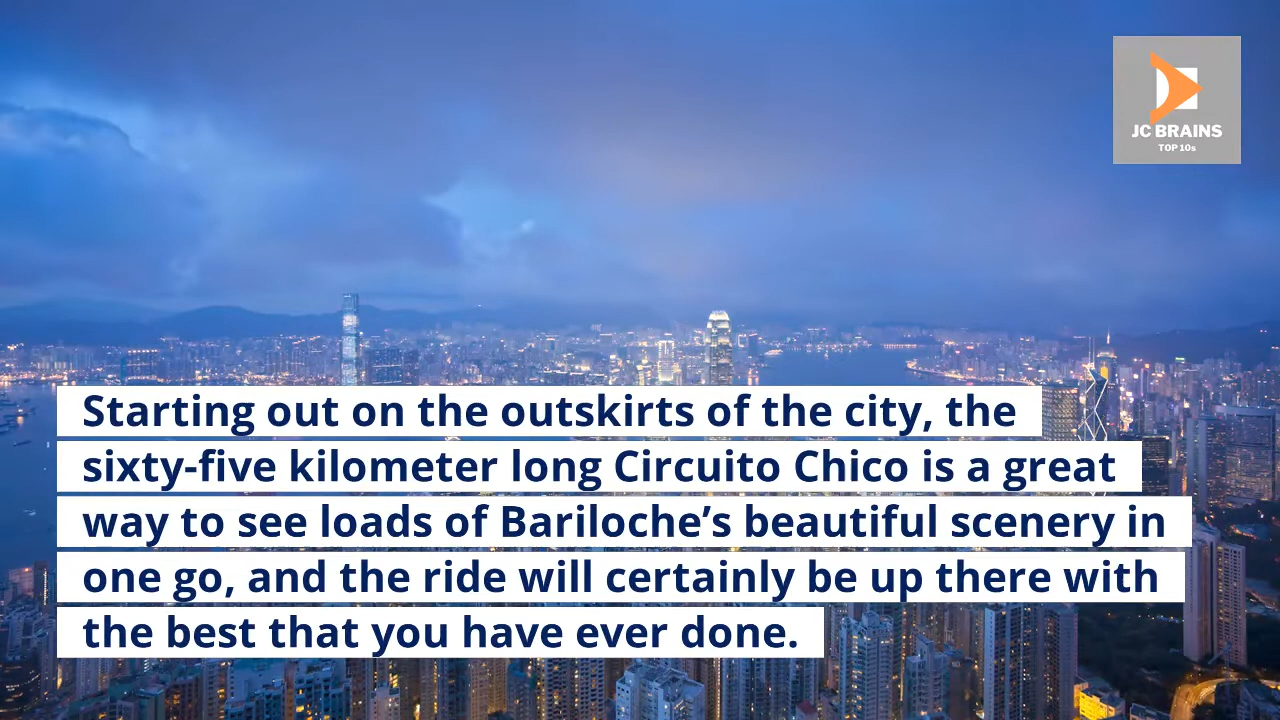 JC BRAINS
TOP 10s
Starting out on the outskirts of the city, the
sixty-five kilometer long Circuito Chico is a great
way to see loads of Bariloche’s beautiful scenery in
one go, and the ride will certainly be up there with
the best that you have ever done.